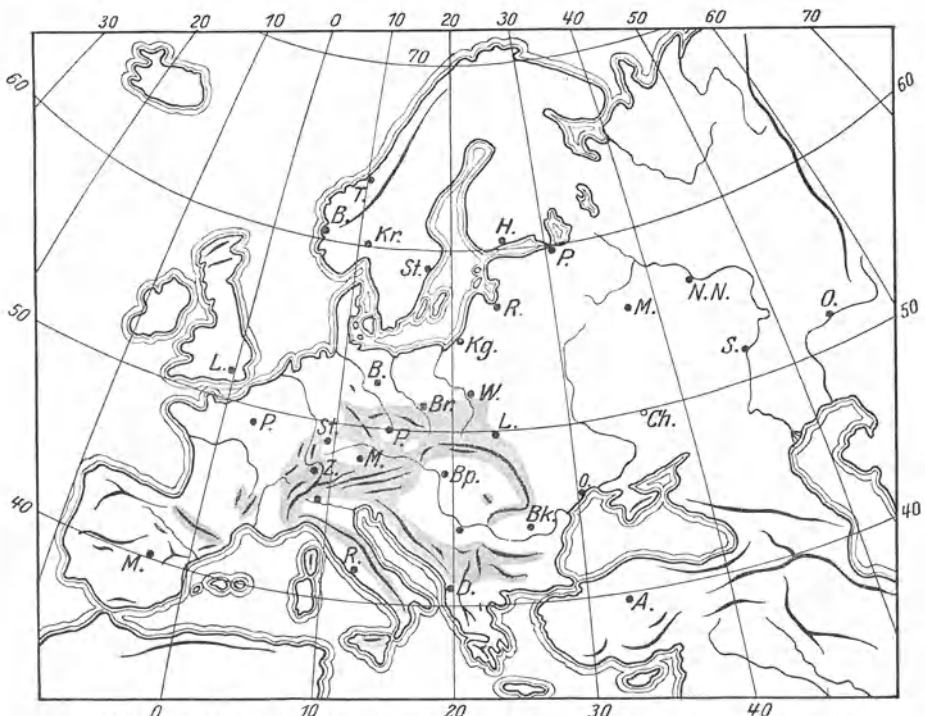 30 20 10 0 10 20 30 40 50 60 70
70
60 60
T.
B. Kr. H.
St. P.
N.N.
50 R. M. O. 50
Kg. S.
L. B.
Br. W.
P. St. P. L. Ch.
Z. M. Bp. O.
40 Bk. 40
M. R.
D. A.
0 10 20 30 40